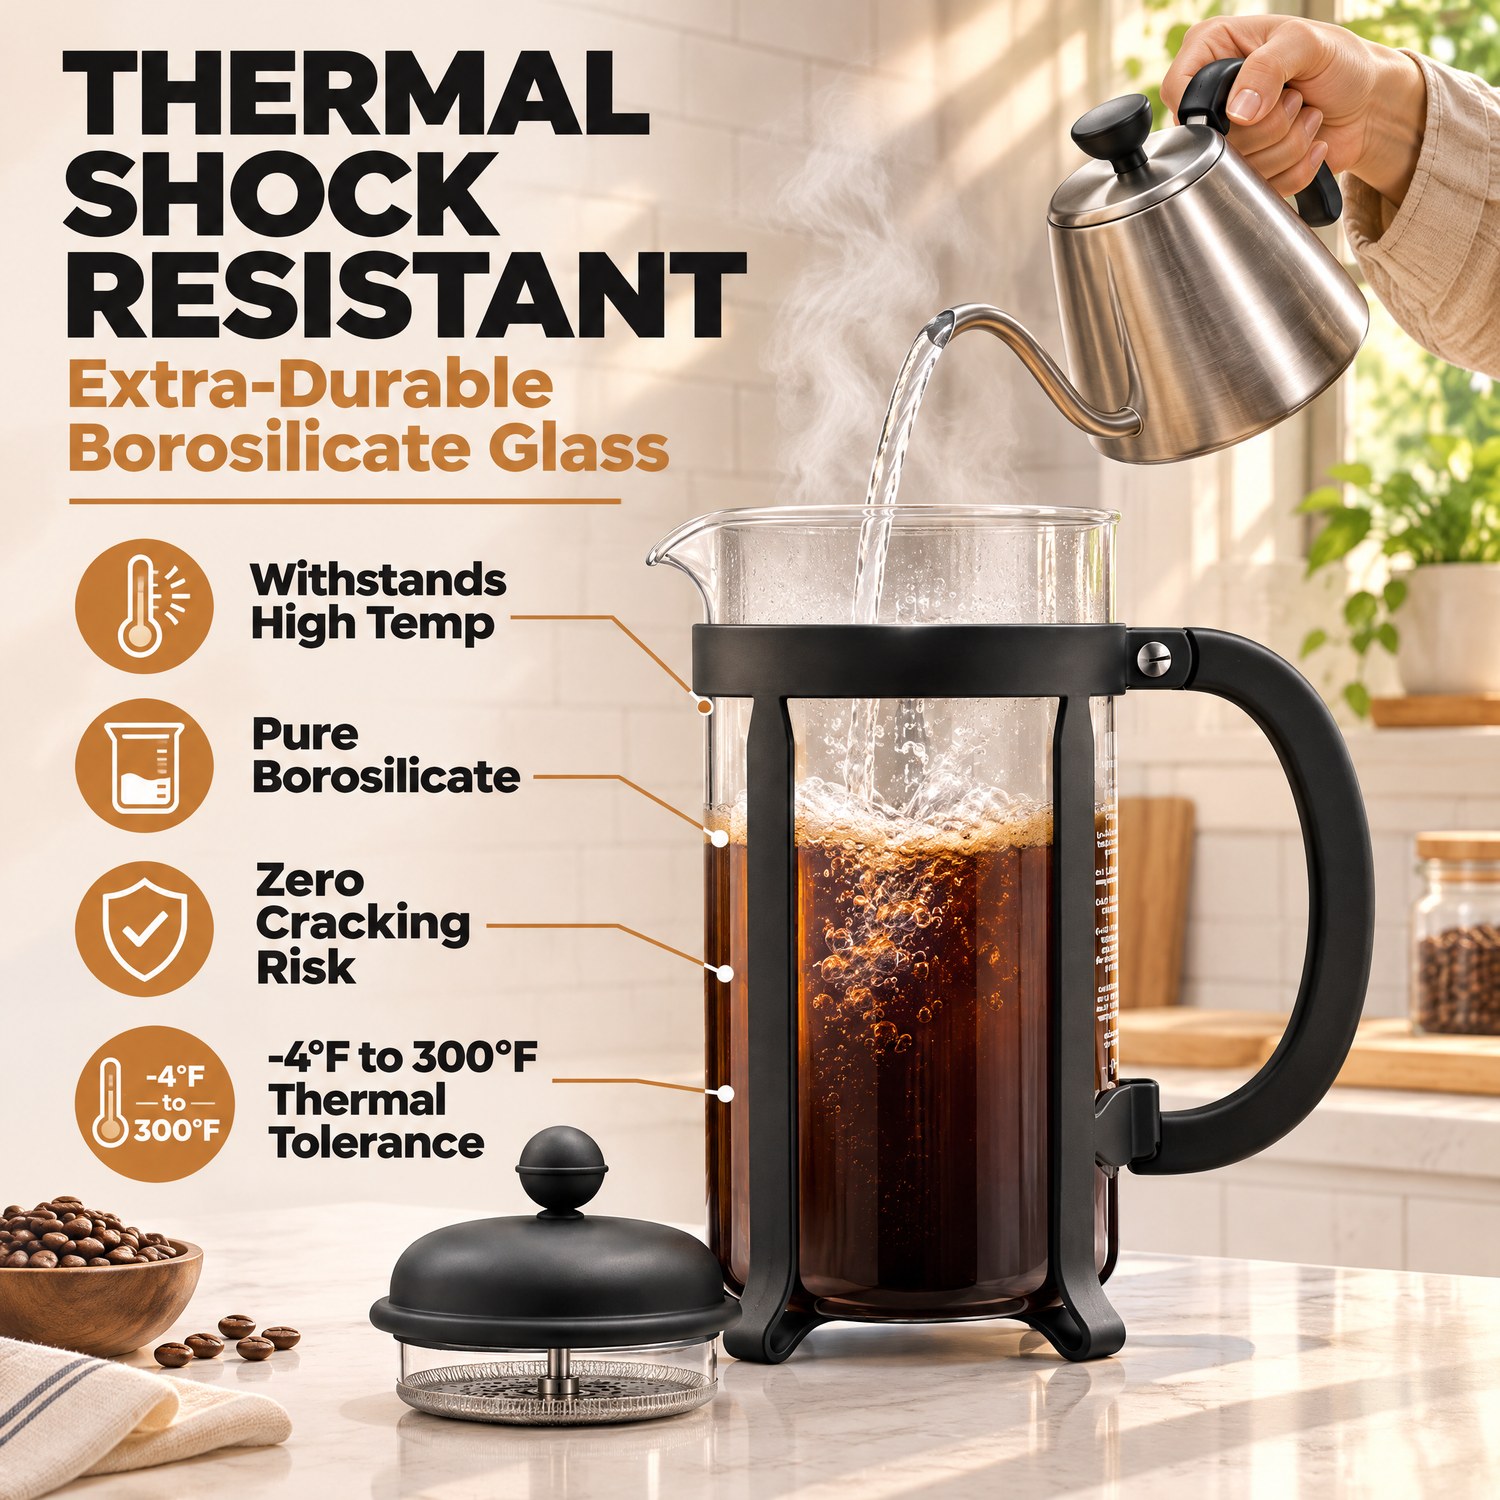 THERMAL
SHOCK
RESISTANT
Extra-Durable
Borosilicate Glass
Withstands
High Temp
Pure
Borosilicate
Zero
Cracking
Risk
-4°F
to
300°F
-4°F to 300°F
Thermal
Tolerance